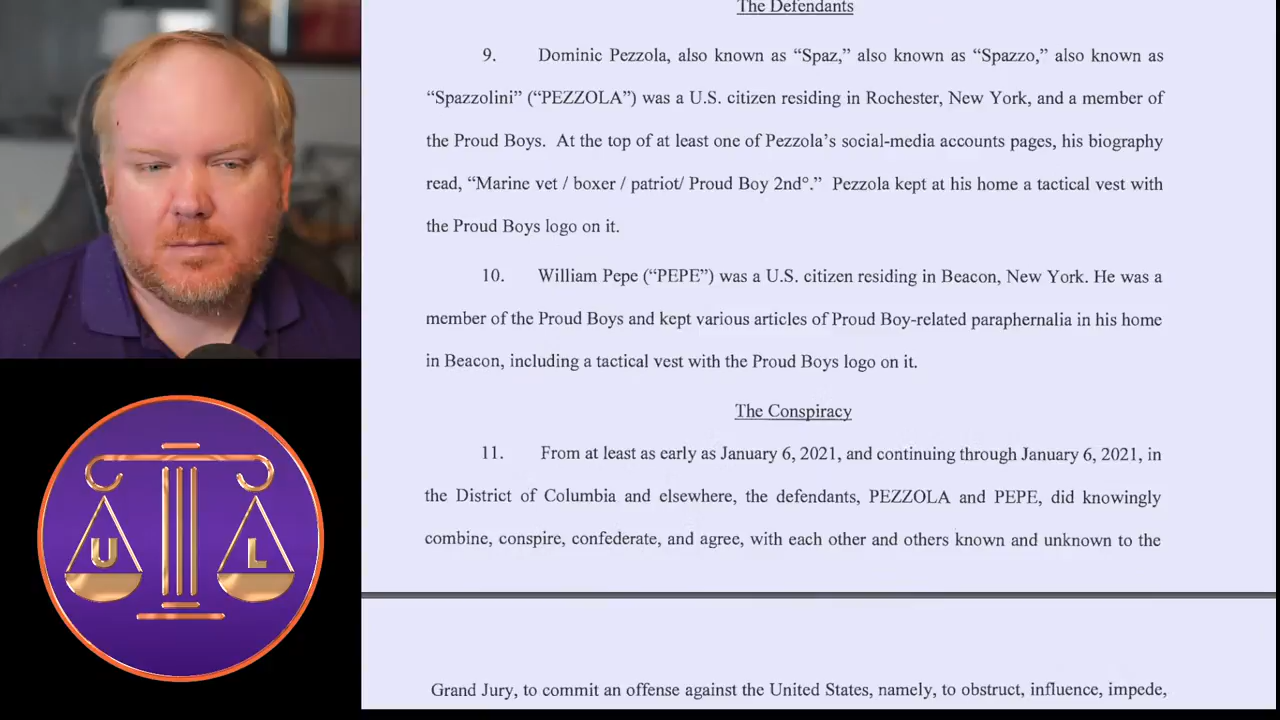 The Defendants
9. Dominic Pezzola, also known as “Spaz,” also known as “Spazzo,” also known as
“Spazzolini” (“PEZZOLA”) was a U.S. citizen residing in Rochester, New York, and a member of
the Proud Boys. At the top of at least one of Pezzola’s social-media accounts pages, his biography
read, “Marine vet / boxer / patriot/ Proud Boy 2nd°.” Pezzola kept at his home a tactical vest with
the Proud Boys logo on it.
10. William Pepe (“PEPE”) was a U.S. citizen residing in Beacon, New York. He was a
member of the Proud Boys and kept various articles of Proud Boy-related paraphernalia in his home
in Beacon, including a tactical vest with the Proud Boys logo on it.
The Conspiracy
11. From at least as early as January 6, 2021, and continuing through January 6, 2021, in
the District of Columbia and elsewhere, the defendants, PEZZOLA and PEPE, did knowingly
combine, conspire, confederate, and agree, with each other and others known and unknown to the
Grand Jury, to commit an offense against the United States, namely, to obstruct, influence, impede,
U L